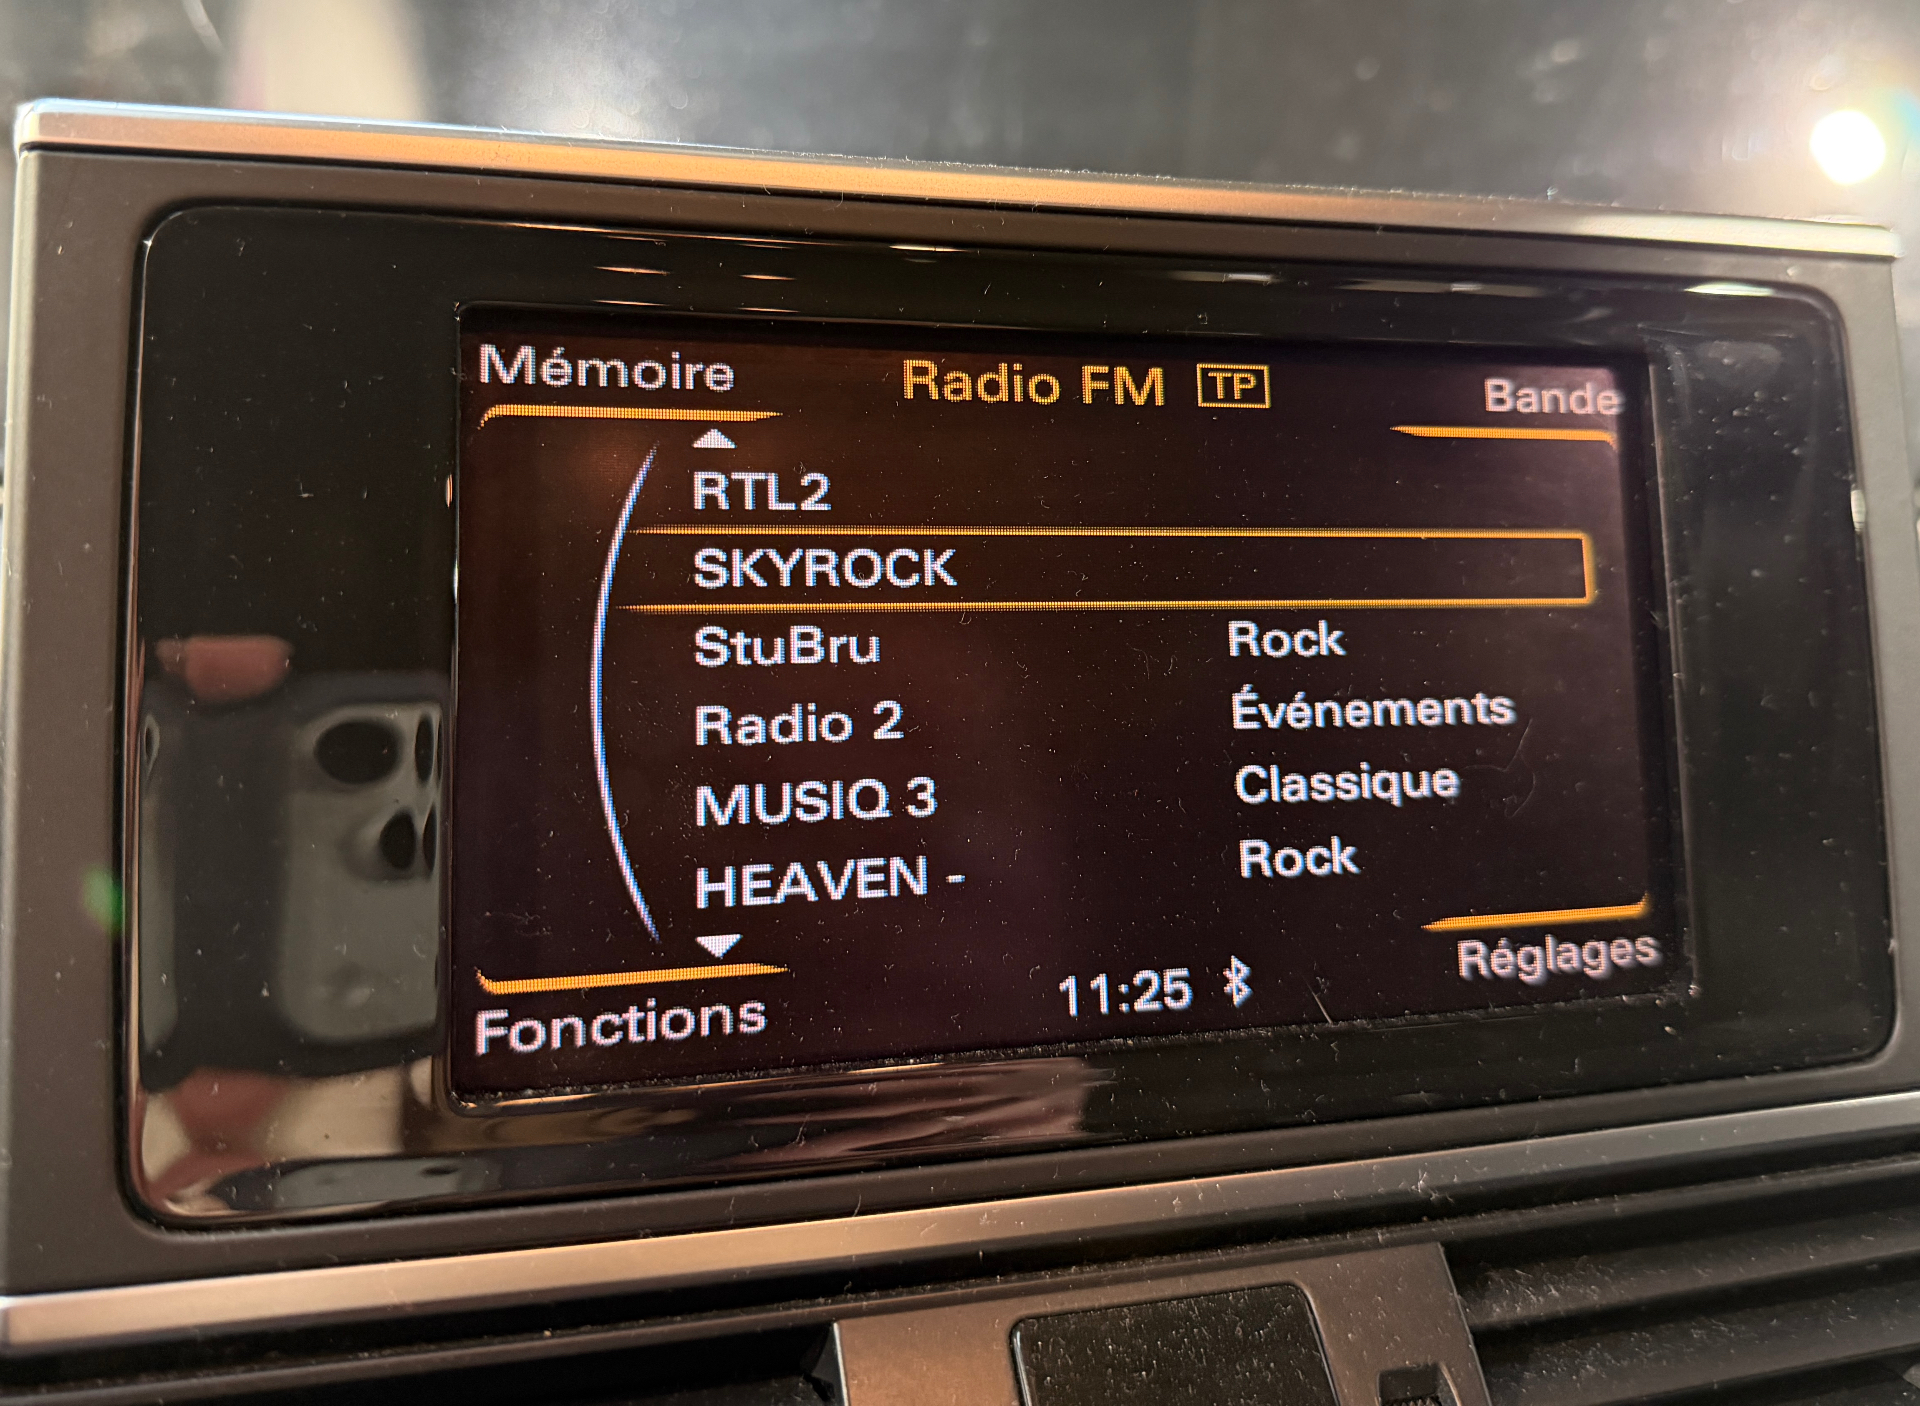 Mémoire Radio FM TP Bande
RTL2
SKYROCK
StuBru Rock
Radio 2 Événements
MUSIQ 3 Classique
HEAVEN - Rock
Fonctions 11:25 Réglages